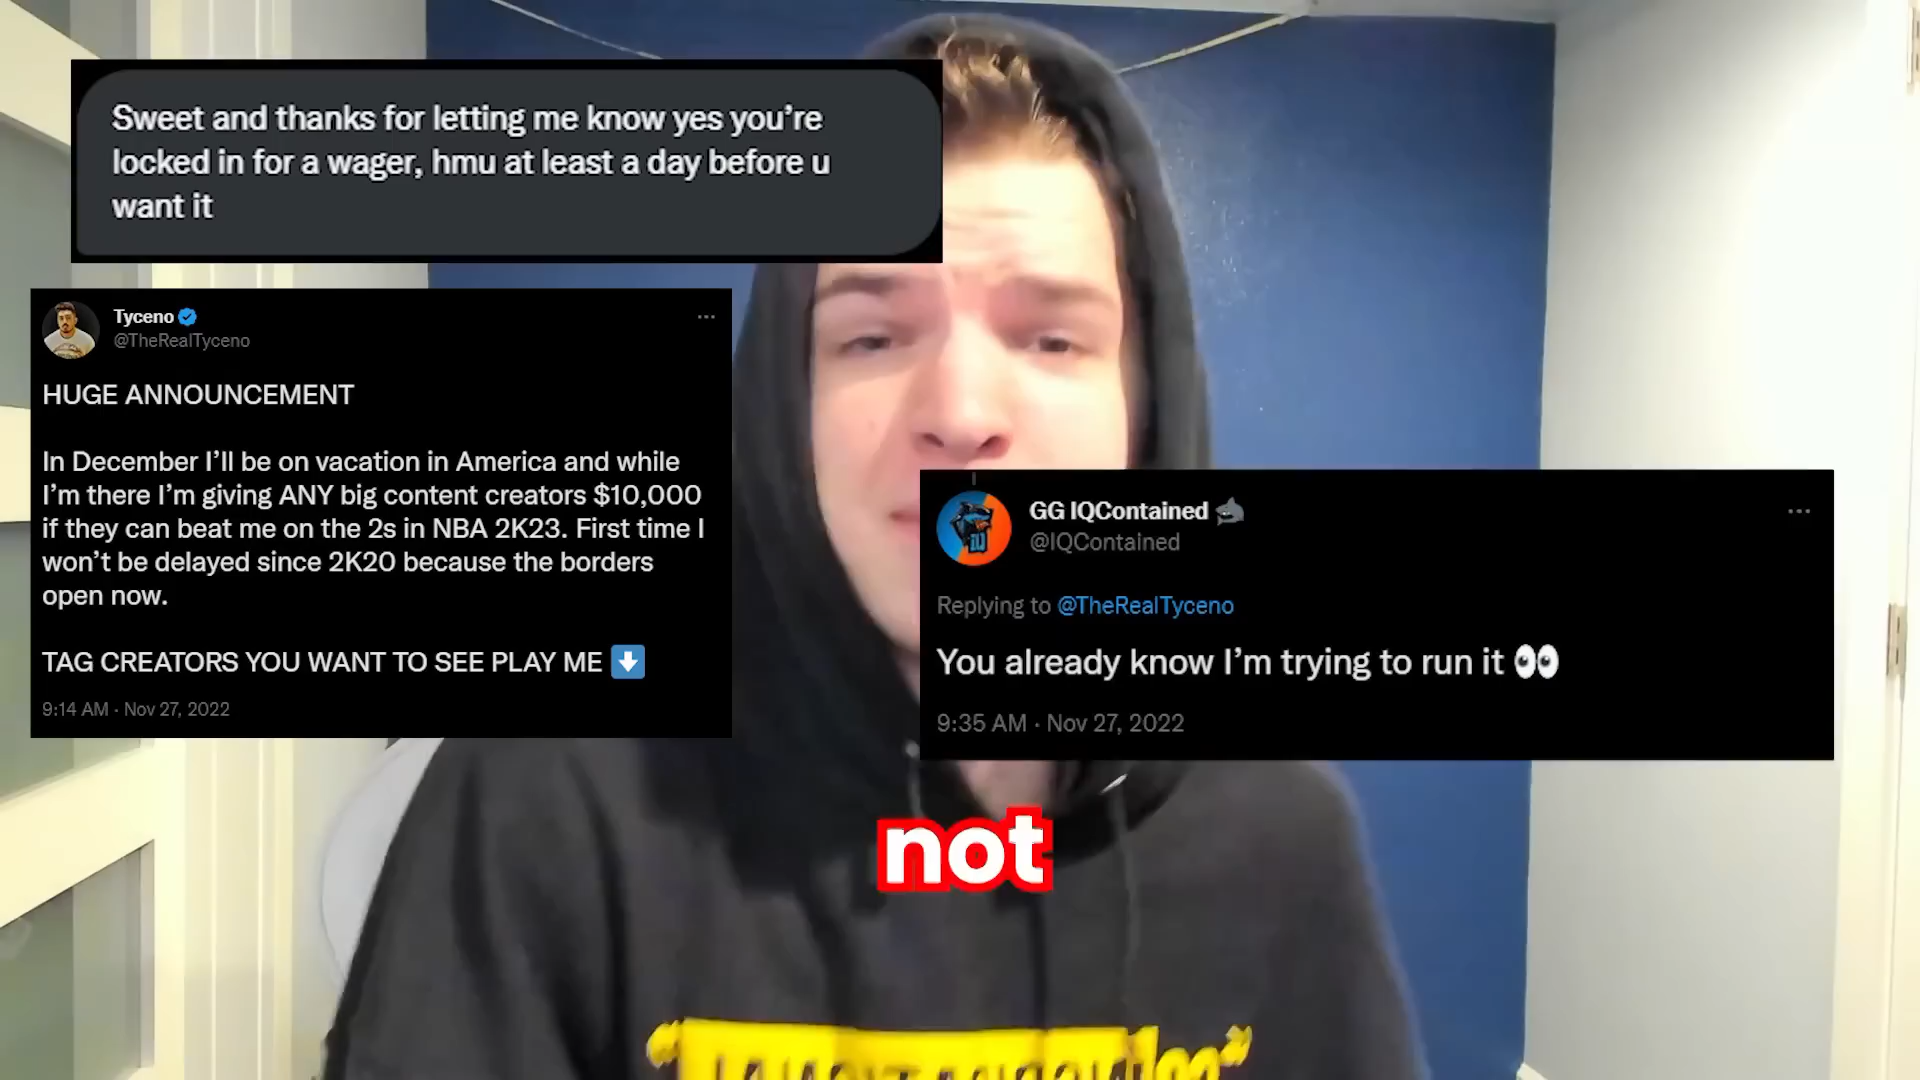 Sweet and thanks for letting me know yes you’re
locked in for a wager, hmu at least a day before u
want it
Tyceno
@TheRealTyceno
HUGE ANNOUNCEMENT
In December I’ll be on vacation in America and while
I’m there I’m giving ANY big content creators $10,000
if they can beat me on the 2s in NBA 2K23. First time I
won’t be delayed since 2K20 because the borders
open now.
TAG CREATORS YOU WANT TO SEE PLAY ME
9:14 AM · Nov 27, 2022
GG IQContained
@IQContained
Replying to @TheRealTyceno
You already know I’m trying to run it 👀
9:35 AM · Nov 27, 2022
not